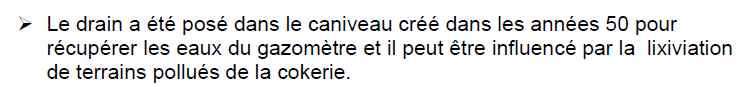 ➢ Le drain a été posé dans le caniveau créé dans les années 50 pour
récupérer les eaux du gazomètre et il peut être influencé par la  lixiviation
de terrains pollués de la cokerie.